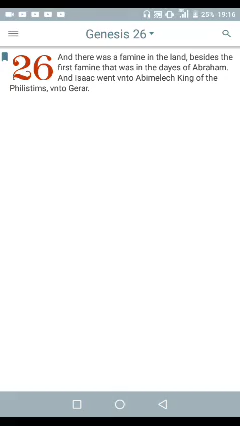 25% 19:16
Genesis 26
26 And there was a famine in the land, besides the
first famine that was in the dayes of Abraham.
And Isaac went vnto Abimelech King of the
Philistims, vnto Gerar.